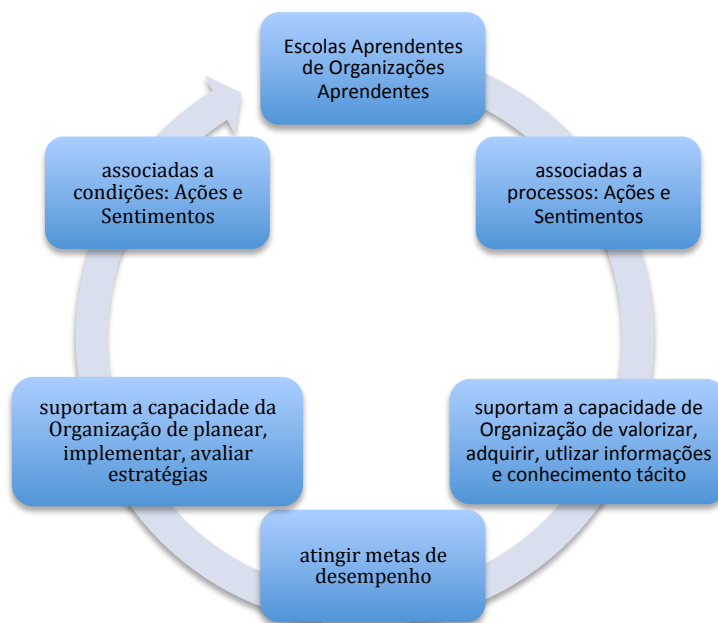 Escolas Aprendentes
de Organizações
Aprendentes
associadas a
processos: Ações e
Sentimentos
suportam a capacidade de
Organização de valorizar,
adquirir, utlizar informações
e conhecimento tácito
atingir metas de
desempenho
suportam a capacidade da
Organização de planear,
implementar, avaliar
estratégias
associadas a
condições: Ações e
Sentimentos